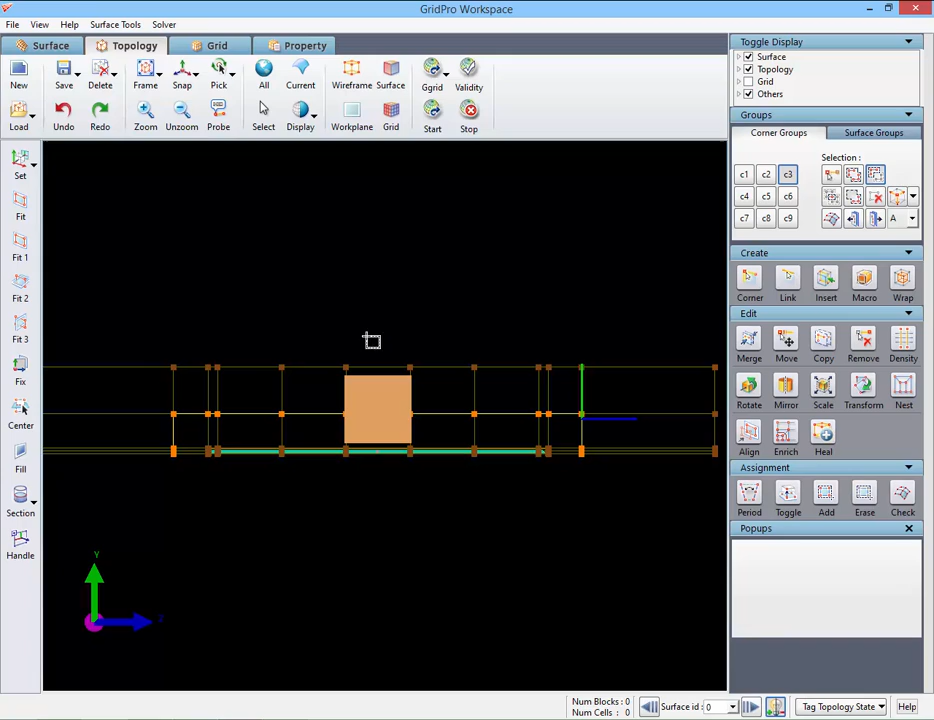 GridPro Workspace
File View Help Surface Tools Solver
Surface Topology Grid Property
New Save Delete Frame Snap Pick All Current Wireframe Surface Ggrid Validity
Load Undo Redo Zoom Unzoom Probe Select Display Workplane Grid Start Stop
Set
Fit
Fit 1
Fit 2
Fit 3
Fix
Center
Fill
Section
Handle
Y
Z
Toggle Display
Surface
Topology
Grid
Others
Groups
Corner Groups Surface Groups
Selection :
c1 c2 c3
c4 c5 c6
c7 c8 c9 A
Create
Corner Link Insert Macro Wrap
Edit
Merge Move Copy Remove Density
Rotate Mirror Scale Transform Nest
Align Enrich Heal
Assignment
Period Toggle Add Erase Check
Popups
Num Blocks: 0
Num Cells : 0
Surface id : 0
Tag Topology State
Help